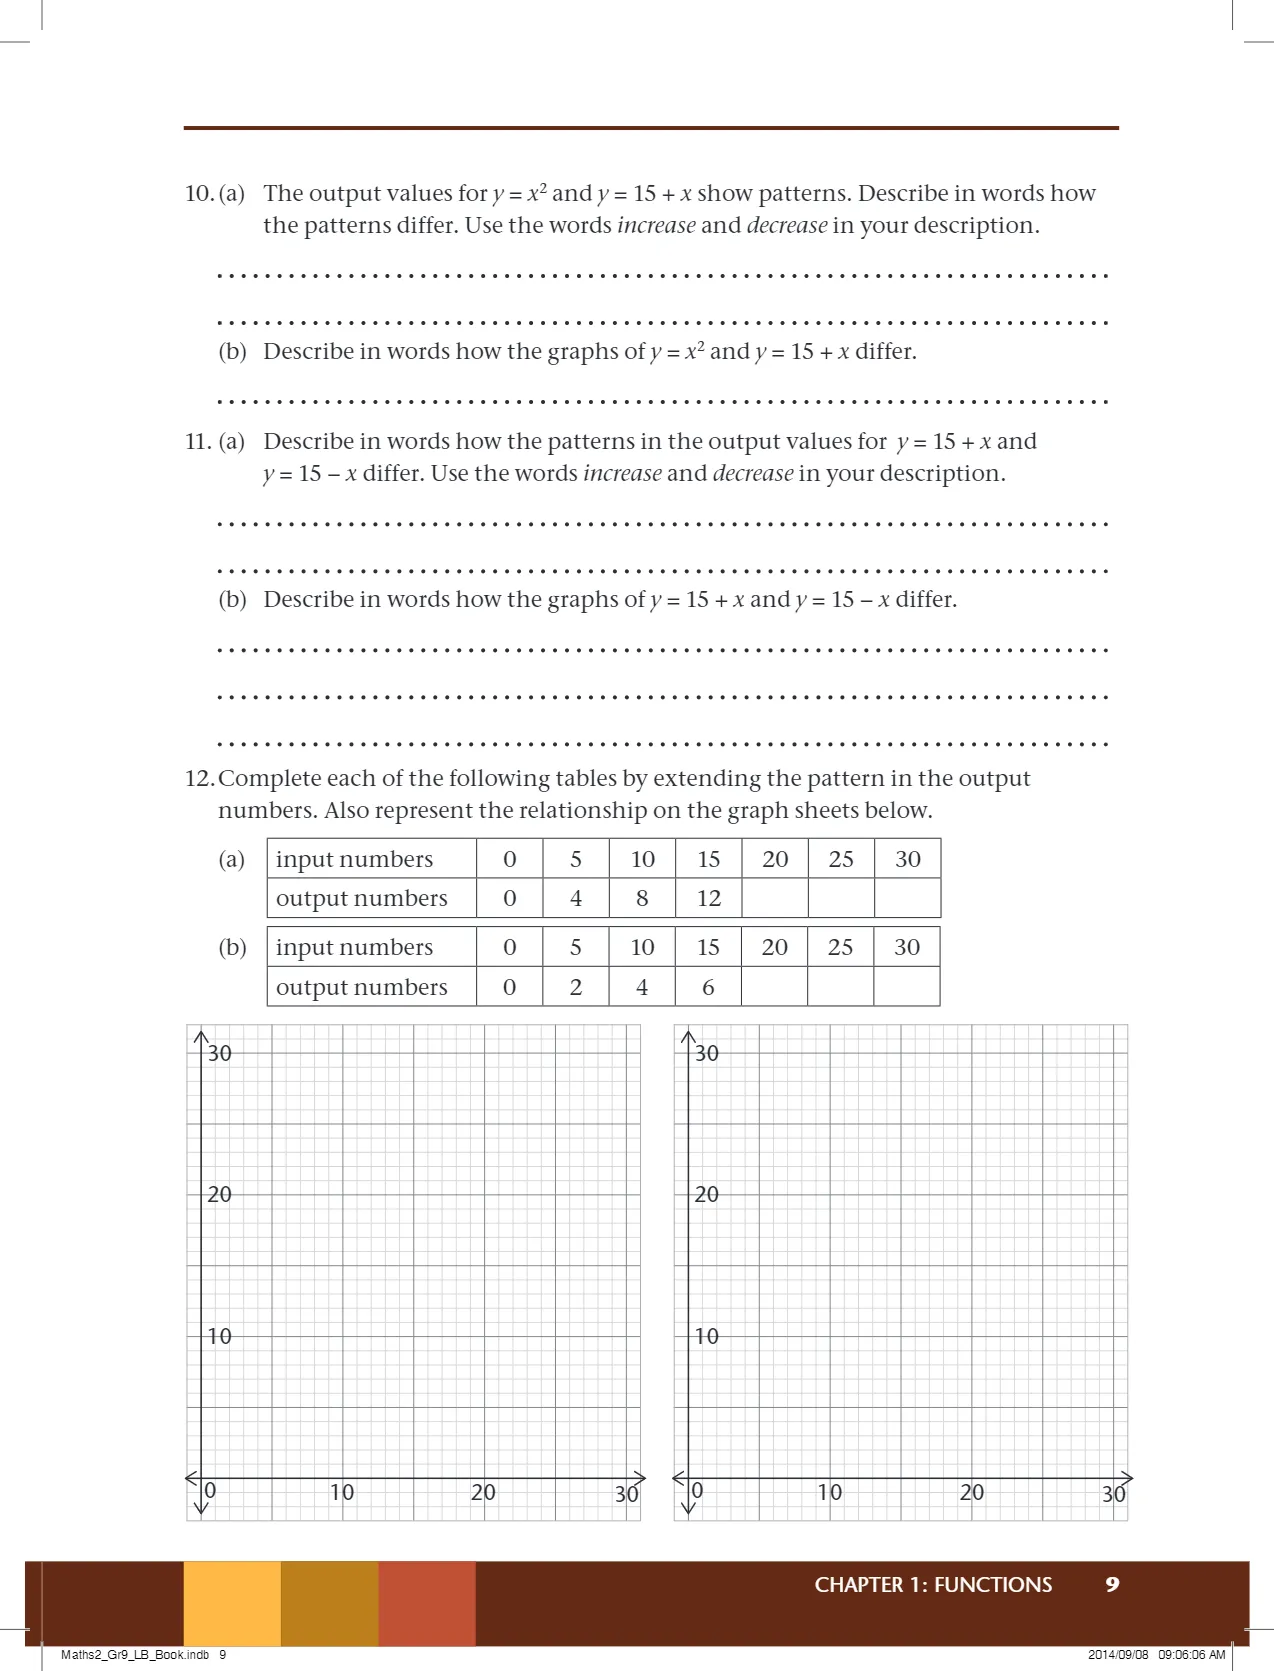 10. (a) The output values for y = x² and y = 15 + x show patterns. Describe in words how
the patterns differ. Use the words increase and decrease in your description.
(b) Describe in words how the graphs of y = x² and y = 15 + x differ.
11. (a) Describe in words how the patterns in the output values for y = 15 + x and
y = 15 – x differ. Use the words increase and decrease in your description.
(b) Describe in words how the graphs of y = 15 + x and y = 15 – x differ.
12. Complete each of the following tables by extending the pattern in the output
numbers. Also represent the relationship on the graph sheets below.
(a) input numbers 0 5 10 15 20 25 30
output numbers 0 4 8 12
(b) input numbers 0 5 10 15 20 25 30
output numbers 0 2 4 6
30
20
10
0 10 20 30
30
20
10
0 10 20 30
CHAPTER 1: FUNCTIONS 9
Maths2_Gr9_LB_Book.indb 9 2014/09/08 09:06:06 AM